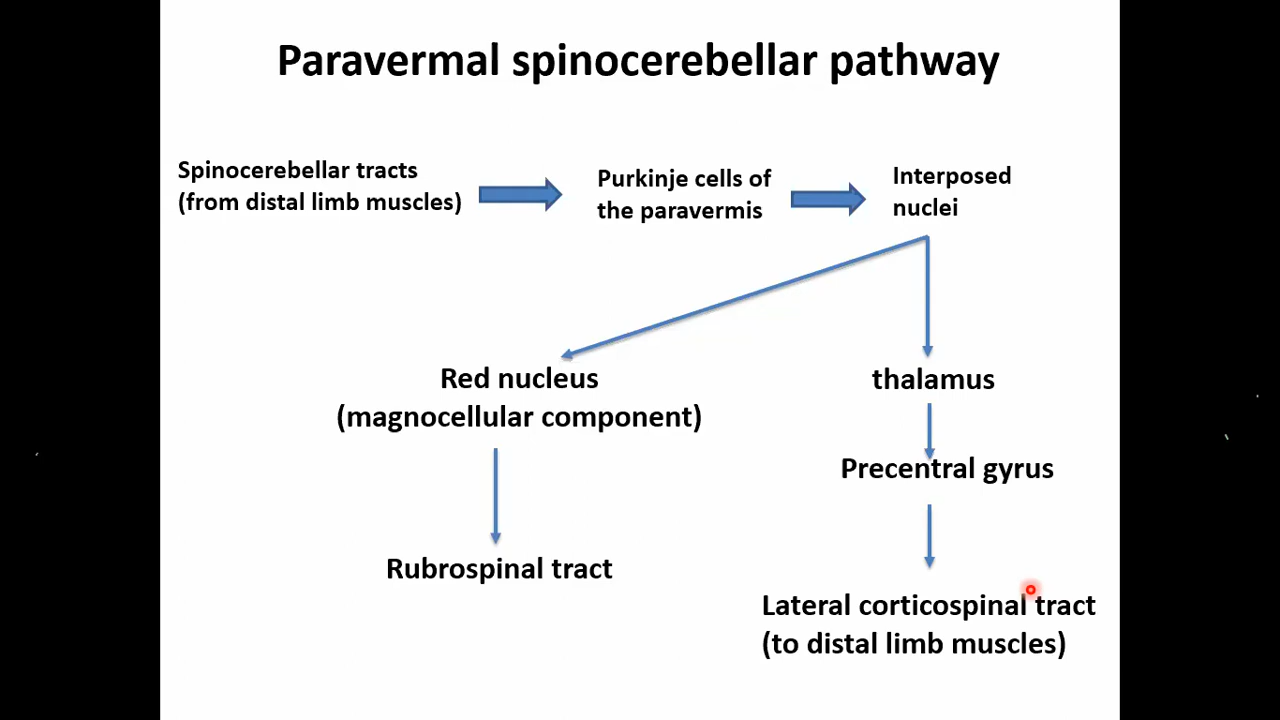 Paravermal spinocerebellar pathway
Spinocerebellar tracts
(from distal limb muscles)
Purkinje cells of
the paravermis
Interposed
nuclei
Red nucleus
(magnocellular component)
thalamus
Precentral gyrus
Rubrospinal tract
Lateral corticospinal tract
(to distal limb muscles)